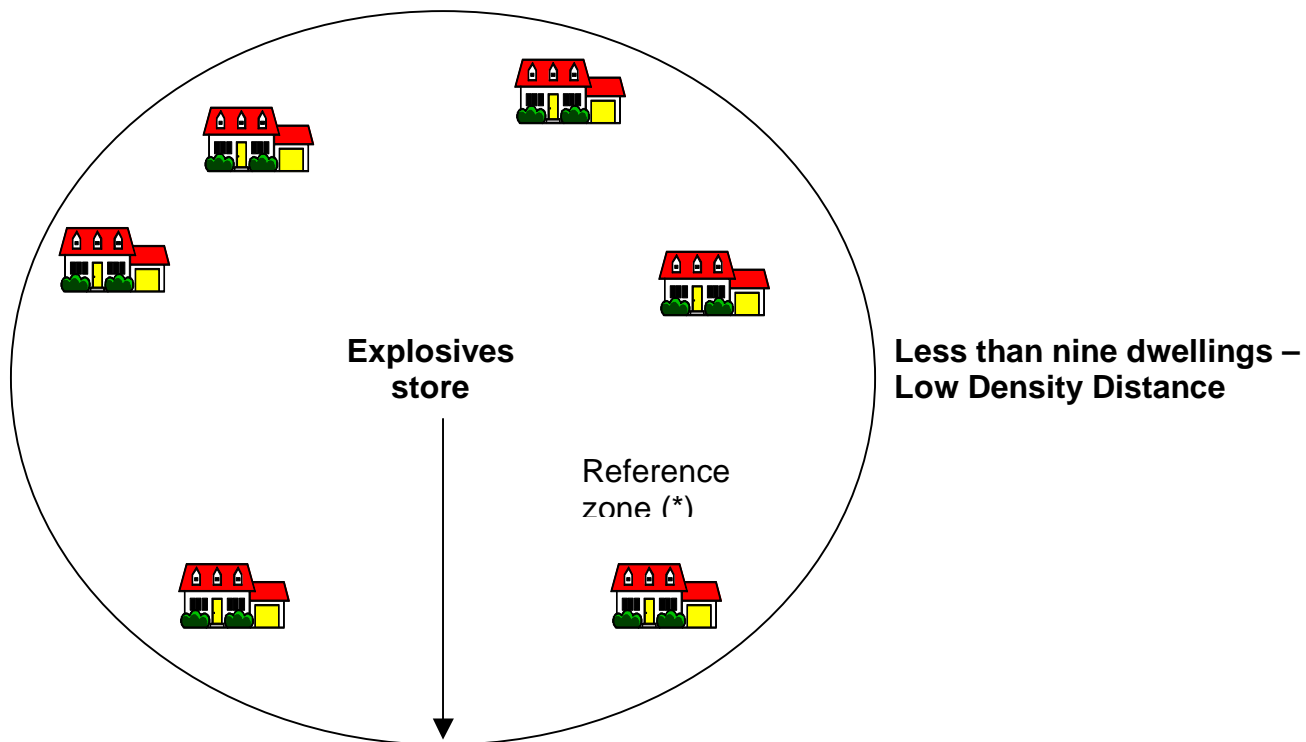 Explosives
store
Less than nine dwellings –
Low Density Distance
Reference
zone (*)